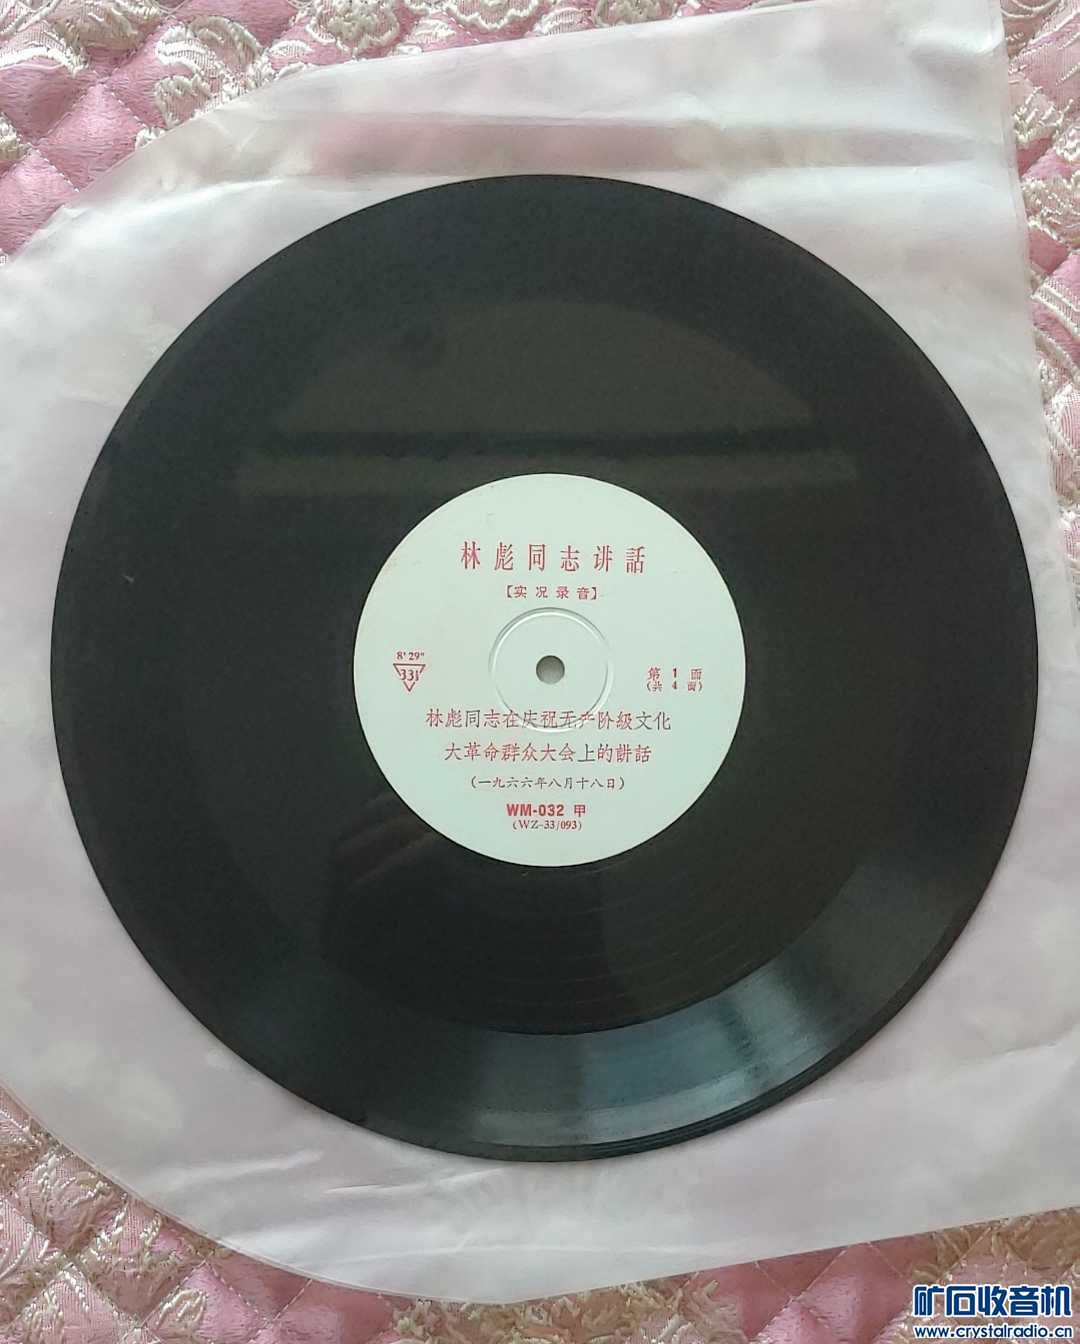 林彪同志讲話
【实况录音】
8'29"
33⅓
第1面
(共4面)
林彪同志在庆祝无产阶級文化
大革命群众大会上的講話
(一九六六年八月十八日)
WM-032 甲
(WZ-33/093)
矿石收音机
www.crystalradio.cn